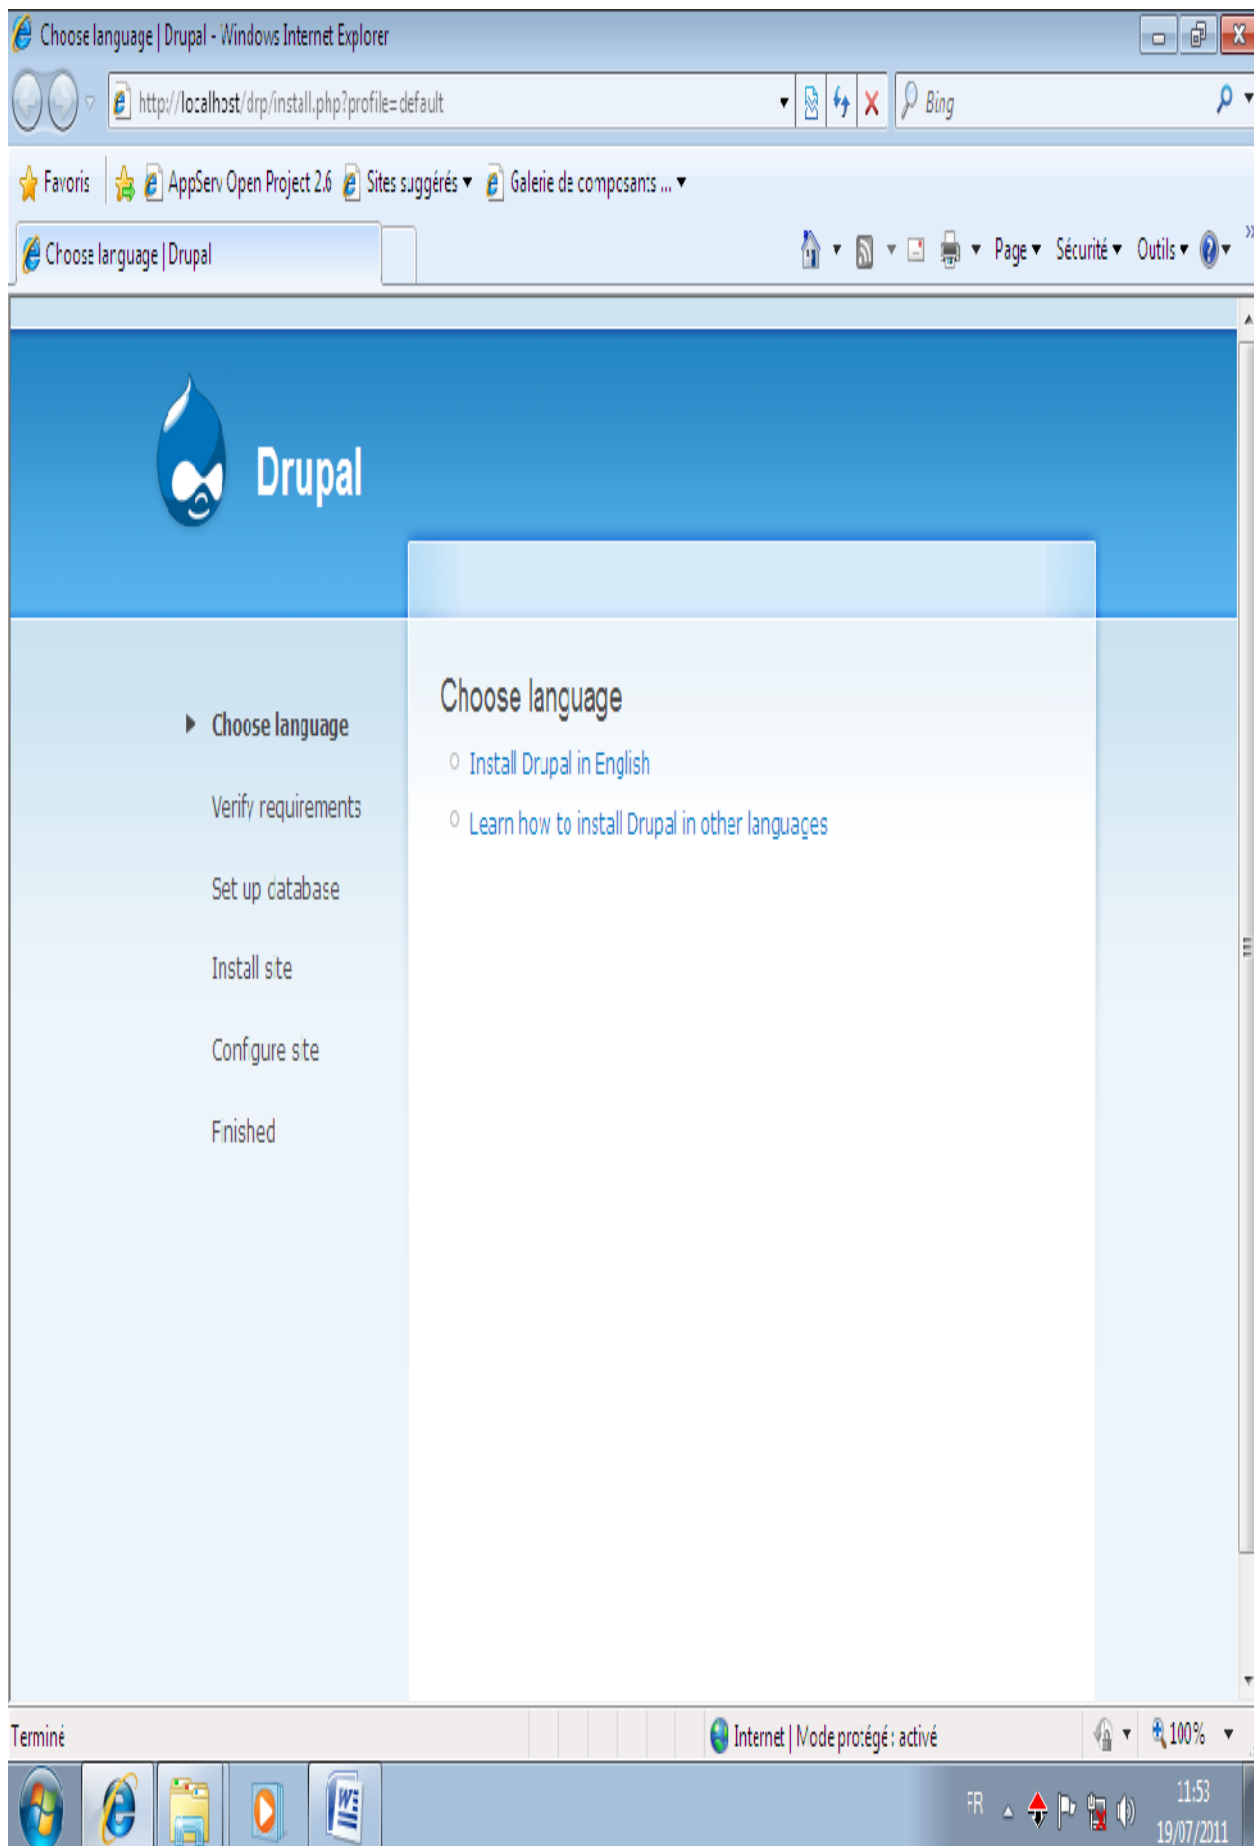 Choose language | Drupal - Windows Internet Explorer
http://localhost/drp/install.php?profile=default
Bing
Favoris AppServ Open Project 2.6 Sites suggérés Galerie de composants ...
Choose language | Drupal
Page Sécurité Outils
Drupal
Choose language
Verify requirements
Set up database
Install site
Configure site
Finished
Choose language
Install Drupal in English
Learn how to install Drupal in other languages
Terminé
Internet | Mode protégé : activé
100%
FR
11:53
19/07/2011